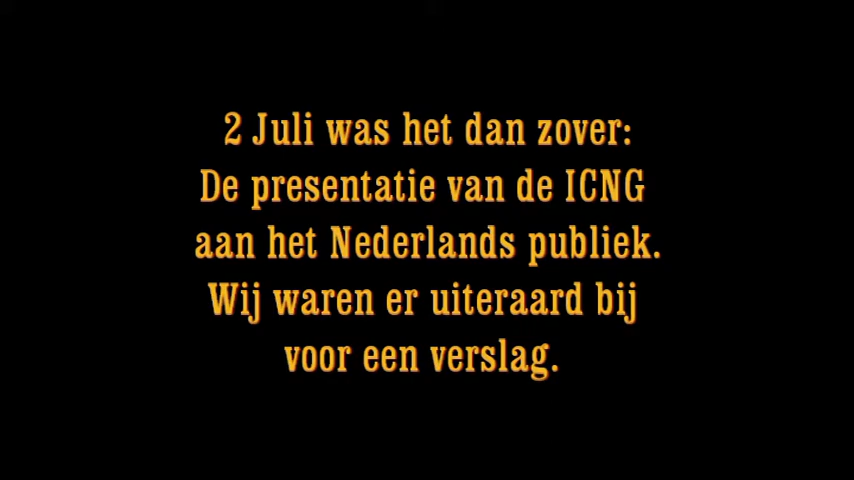 2 Juli was het dan zover:
De presentatie van de ICNG
aan het Nederlands publiek.
Wij waren er uiteraard bij
voor een verslag.